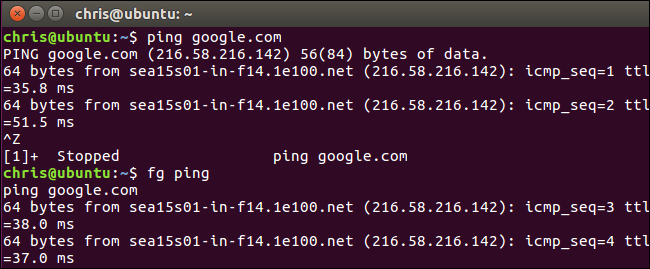 chris@ubuntu: ~
chris@ubuntu:~$ ping google.com
PING google.com (216.58.216.142) 56(84) bytes of data.
64 bytes from sea15s01-in-f14.1e100.net (216.58.216.142): icmp_seq=1 ttl
=35.8 ms
64 bytes from sea15s01-in-f14.1e100.net (216.58.216.142): icmp_seq=2 ttl
=51.5 ms
^Z
[1]+  Stopped                 ping google.com
chris@ubuntu:~$ fg ping
ping google.com
64 bytes from sea15s01-in-f14.1e100.net (216.58.216.142): icmp_seq=3 ttl
=38.0 ms
64 bytes from sea15s01-in-f14.1e100.net (216.58.216.142): icmp_seq=4 ttl
=37.0 ms